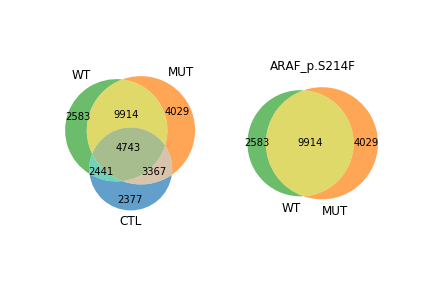 WT
MUT
2583
9914
4029
4743
2441
3367
2377
CTL
ARAF_p.S214F
2583
9914
4029
WT
MUT